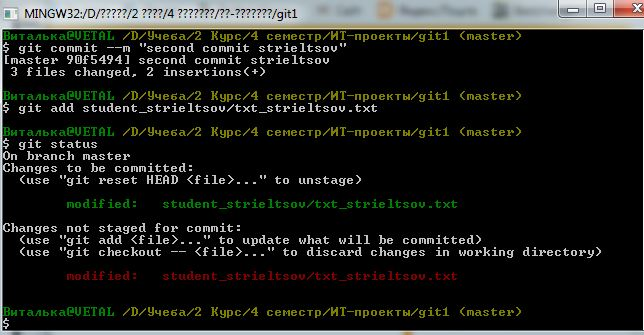 MINGW32:/D/?????/2 ????/4 ???????/??-???????/git1
Виталька@VETAL /D/Учеба/2 Курс/4 семестр/ИТ-проекты/git1 (master)
$ git commit --m "second commit strieltsov"
[master 90f5494] second commit strieltsov
3 files changed, 2 insertions(+)
Виталька@VETAL /D/Учеба/2 Курс/4 семестр/ИТ-проекты/git1 (master)
$ git add student_strieltsov/txt_strieltsov.txt
Виталька@VETAL /D/Учеба/2 Курс/4 семестр/ИТ-проекты/git1 (master)
$ git status
On branch master
Changes to be committed:
(use "git reset HEAD <file>..." to unstage)
modified: student_strieltsov/txt_strieltsov.txt
Changes not staged for commit:
(use "git add <file>..." to update what will be committed)
(use "git checkout -- <file>..." to discard changes in working directory)
modified: student_strieltsov/txt_strieltsov.txt
Виталька@VETAL /D/Учеба/2 Курс/4 семестр/ИТ-проекты/git1 (master)
$